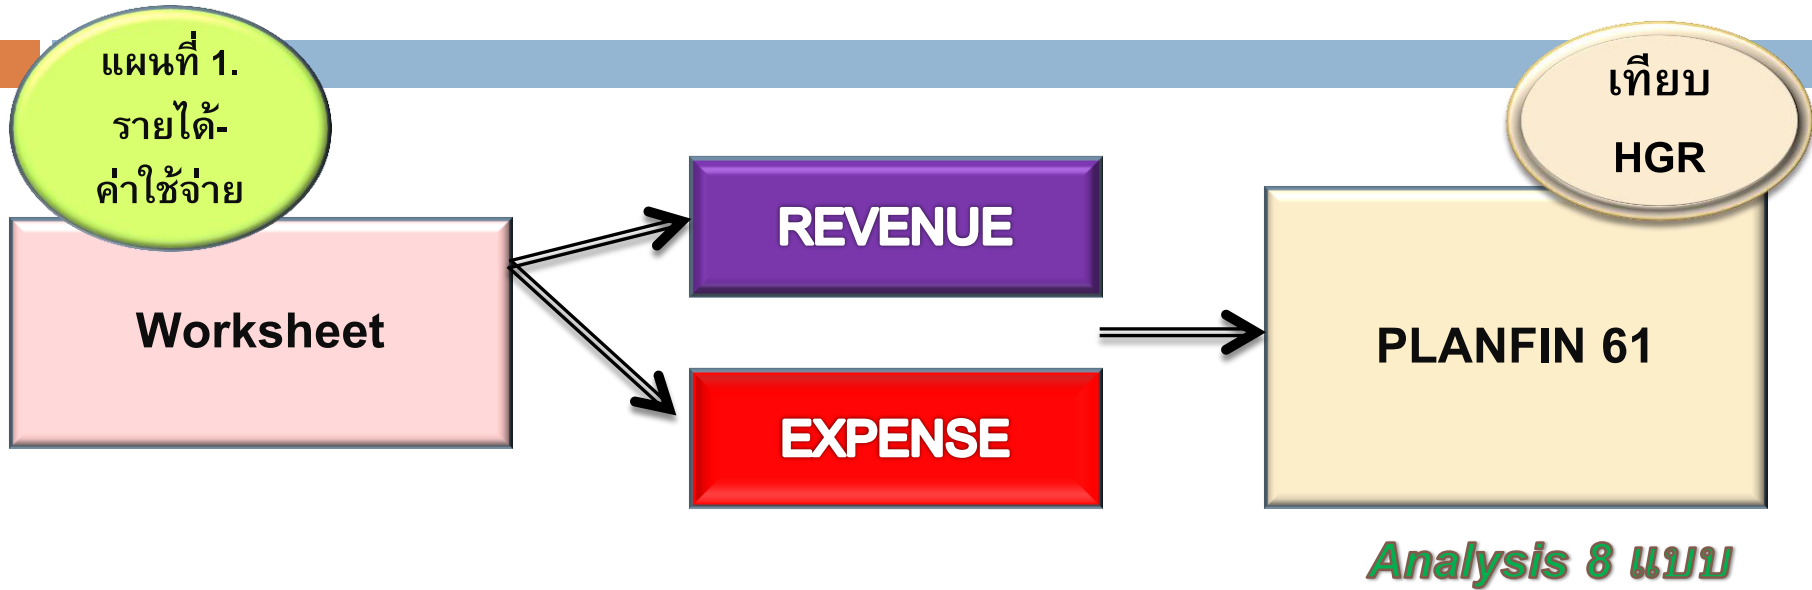 แผนที่ 1.
รายได้-
ค่าใช้จ่าย
Worksheet
REVENUE
EXPENSE
เทียบ
HGR
PLANFIN 61
Analysis 8 แบบ